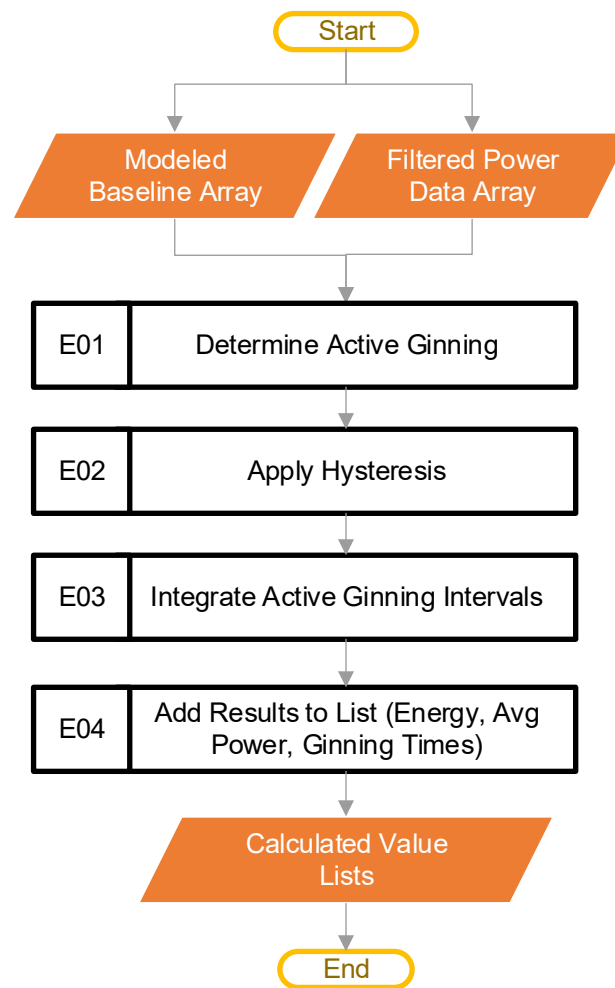 Start
Modeled
Baseline Array
Filtered Power
Data Array
E01
Determine Active Ginning
E02
Apply Hysteresis
E03
Integrate Active Ginning Intervals
E04
Add Results to List (Energy, Avg
Power, Ginning Times)
Calculated Value
Lists
End